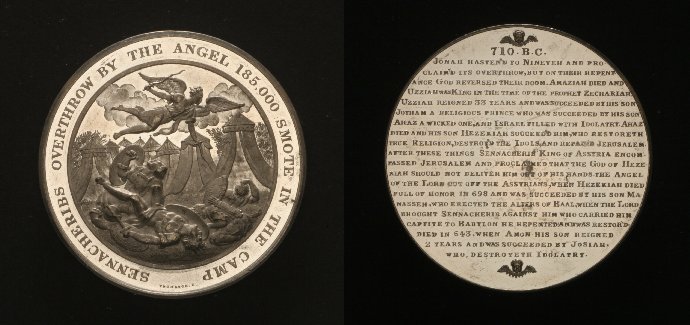 SENNACHERIBS OVERTHROW BY THE ANGEL 185.000 SMOTE IN THE CAMP
710. B.C.
JONAH HASTEN'D TO NINEVEH AND PRO-
CLAIM'D ITS OVERTHROW, BUT ON THEIR REPENT
ANCE GOD REVERSED THEIR DOOM. AMAZIAH DIED AND
UZZIAH WAS KING IN THE TIME OF THE PROPHET ZECHARIAH.
UZZIAH REIGNED 33 YEARS AND WAS SUCCEEDED BY HIS SON
JOTHAM A RELIGIOUS PRINCE WHO WAS SUCCEEDED BY HIS SON
AHAZ A WICKED ONE, AND ISRAEL FILLED WITH IDOLATRY. AHAZ
DIED AND HIS SON HEZEKIAH SUCCEEDS HIM, WHO RESTORETH
TRUE RELIGION, DESTROYS THE IDOLS, AND REPAIRS JERUSALEM.
AFTER THESE THINGS SENNACHERIB KING OF ASSYRIA ENCOM-
PASSED JERUSALEM AND PROCLAIMED THAT THE GOD OF HEZE
KIAH SHOULD NOT DELIVER HIM OUT OF HIS HANDS THE ANGEL
OF THE LORD CUT OFF THE ASSYRIANS, WHEN HEZEKIAH DIED
FULL OF HONOR IN 698 AND WAS SUCCEEDED BY HIS SON MA-
NASSEH, WHO ERECTED THE ALTERS OF BAAL, WHEN THE LORD
BROUGHT SENNACHERIB AGAINST HIM WHO CARRIED HIM
CAPTIVE TO BABYLON HE REPENTED AND WAS RESTOR'D
DIED IN 643. WHEN AMON HIS SON REIGNED
2 YEARS AND WAS SUCCEEDED BY JOSIAH.
WHO, DESTROYETH IDOLATRY.